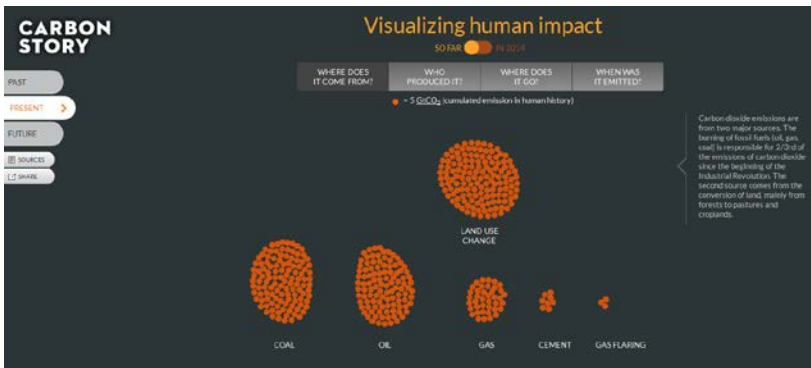 CARBON
STORY
Visualizing human impact
SO FAR IN 2014
PAST
PRESENT
FUTURE
SOURCES
SHARE
WHERE DOES
IT COME FROM?
WHO
PRODUCED IT?
WHERE DOES
IT GO?
WHEN WAS
IT EMITTED?
= 5 GtCO₂ (cumulated emission in human history)
Carbon dioxide emissions are
from two major sources. The
burning of fossil fuels (oil, gas,
coal) is responsible for 2/3rd of
the emissions of carbon dioxide
since the beginning of the
Industrial Revolution. The
second source comes from the
conversion of land, mainly from
forests to pastures and
croplands.
LAND USE
CHANGE
COAL
OIL
GAS
CEMENT
GAS FLARING